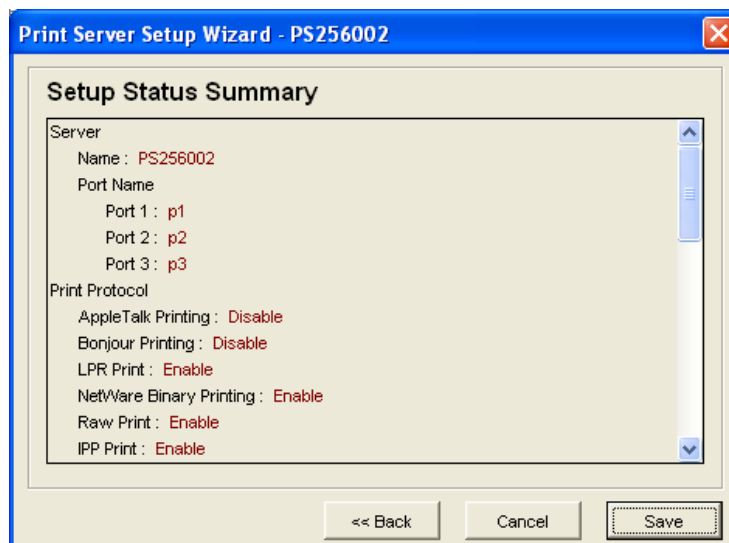 Print Server Setup Wizard - PS256002
Setup Status Summary
Server
Name : PS256002
Port Name
Port 1 : p1
Port 2 : p2
Port 3 : p3
Print Protocol
AppleTalk Printing : Disable
Bonjour Printing : Disable
LPR Print : Enable
NetWare Binary Printing : Enable
Raw Print : Enable
IPP Print : Enable
<< Back
Cancel
Save